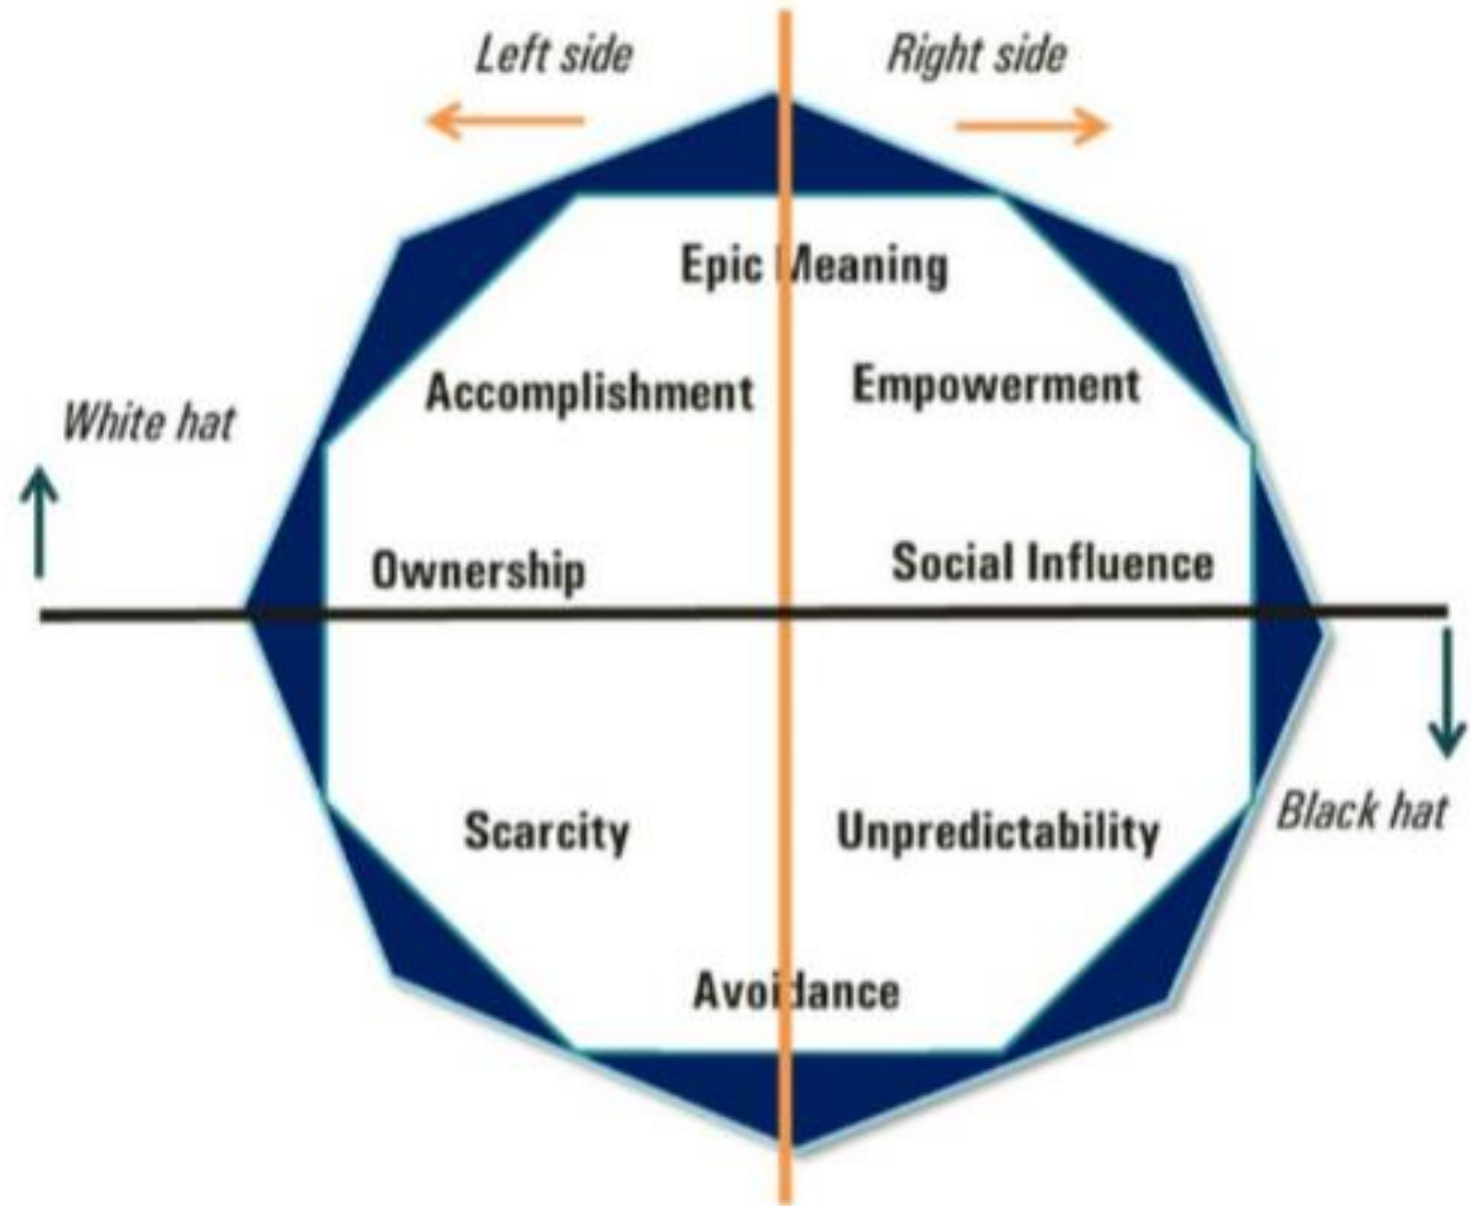 Left side
Right side
Epic Meaning
Accomplishment
Empowerment
White hat
Ownership
Social Influence
Scarcity
Unpredictability
Black hat
Avoidance